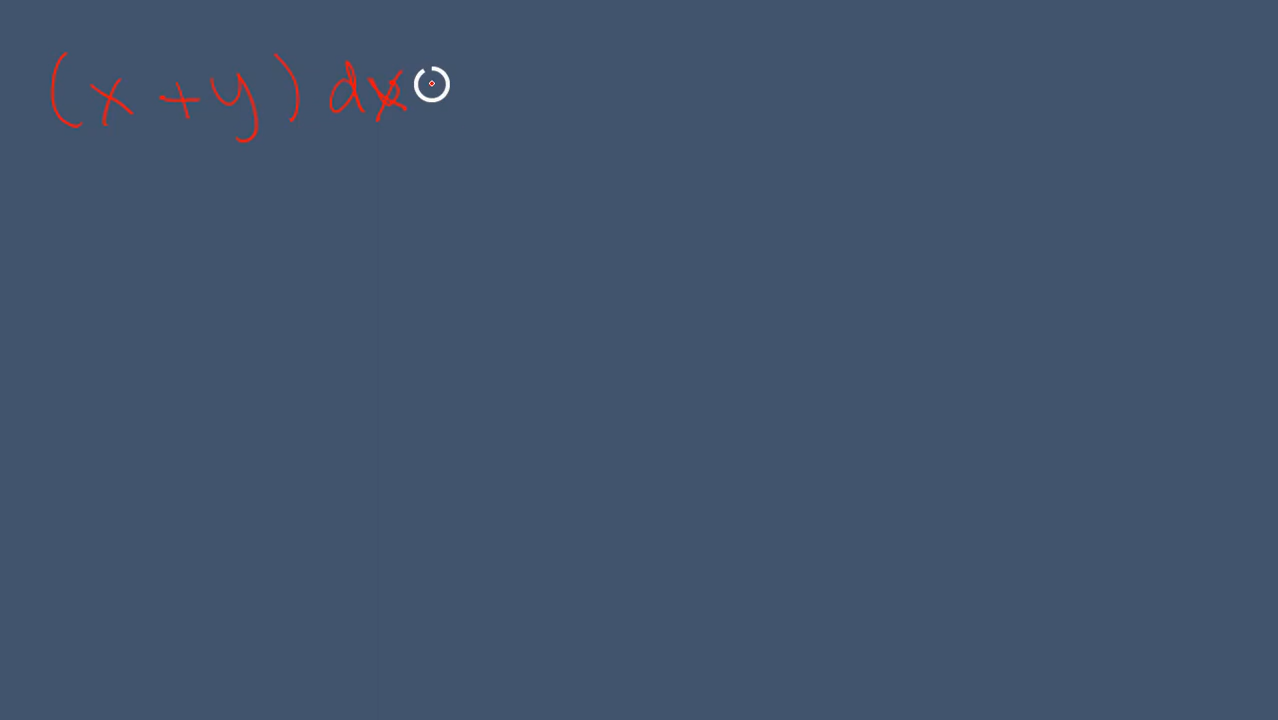 (x + y) dx